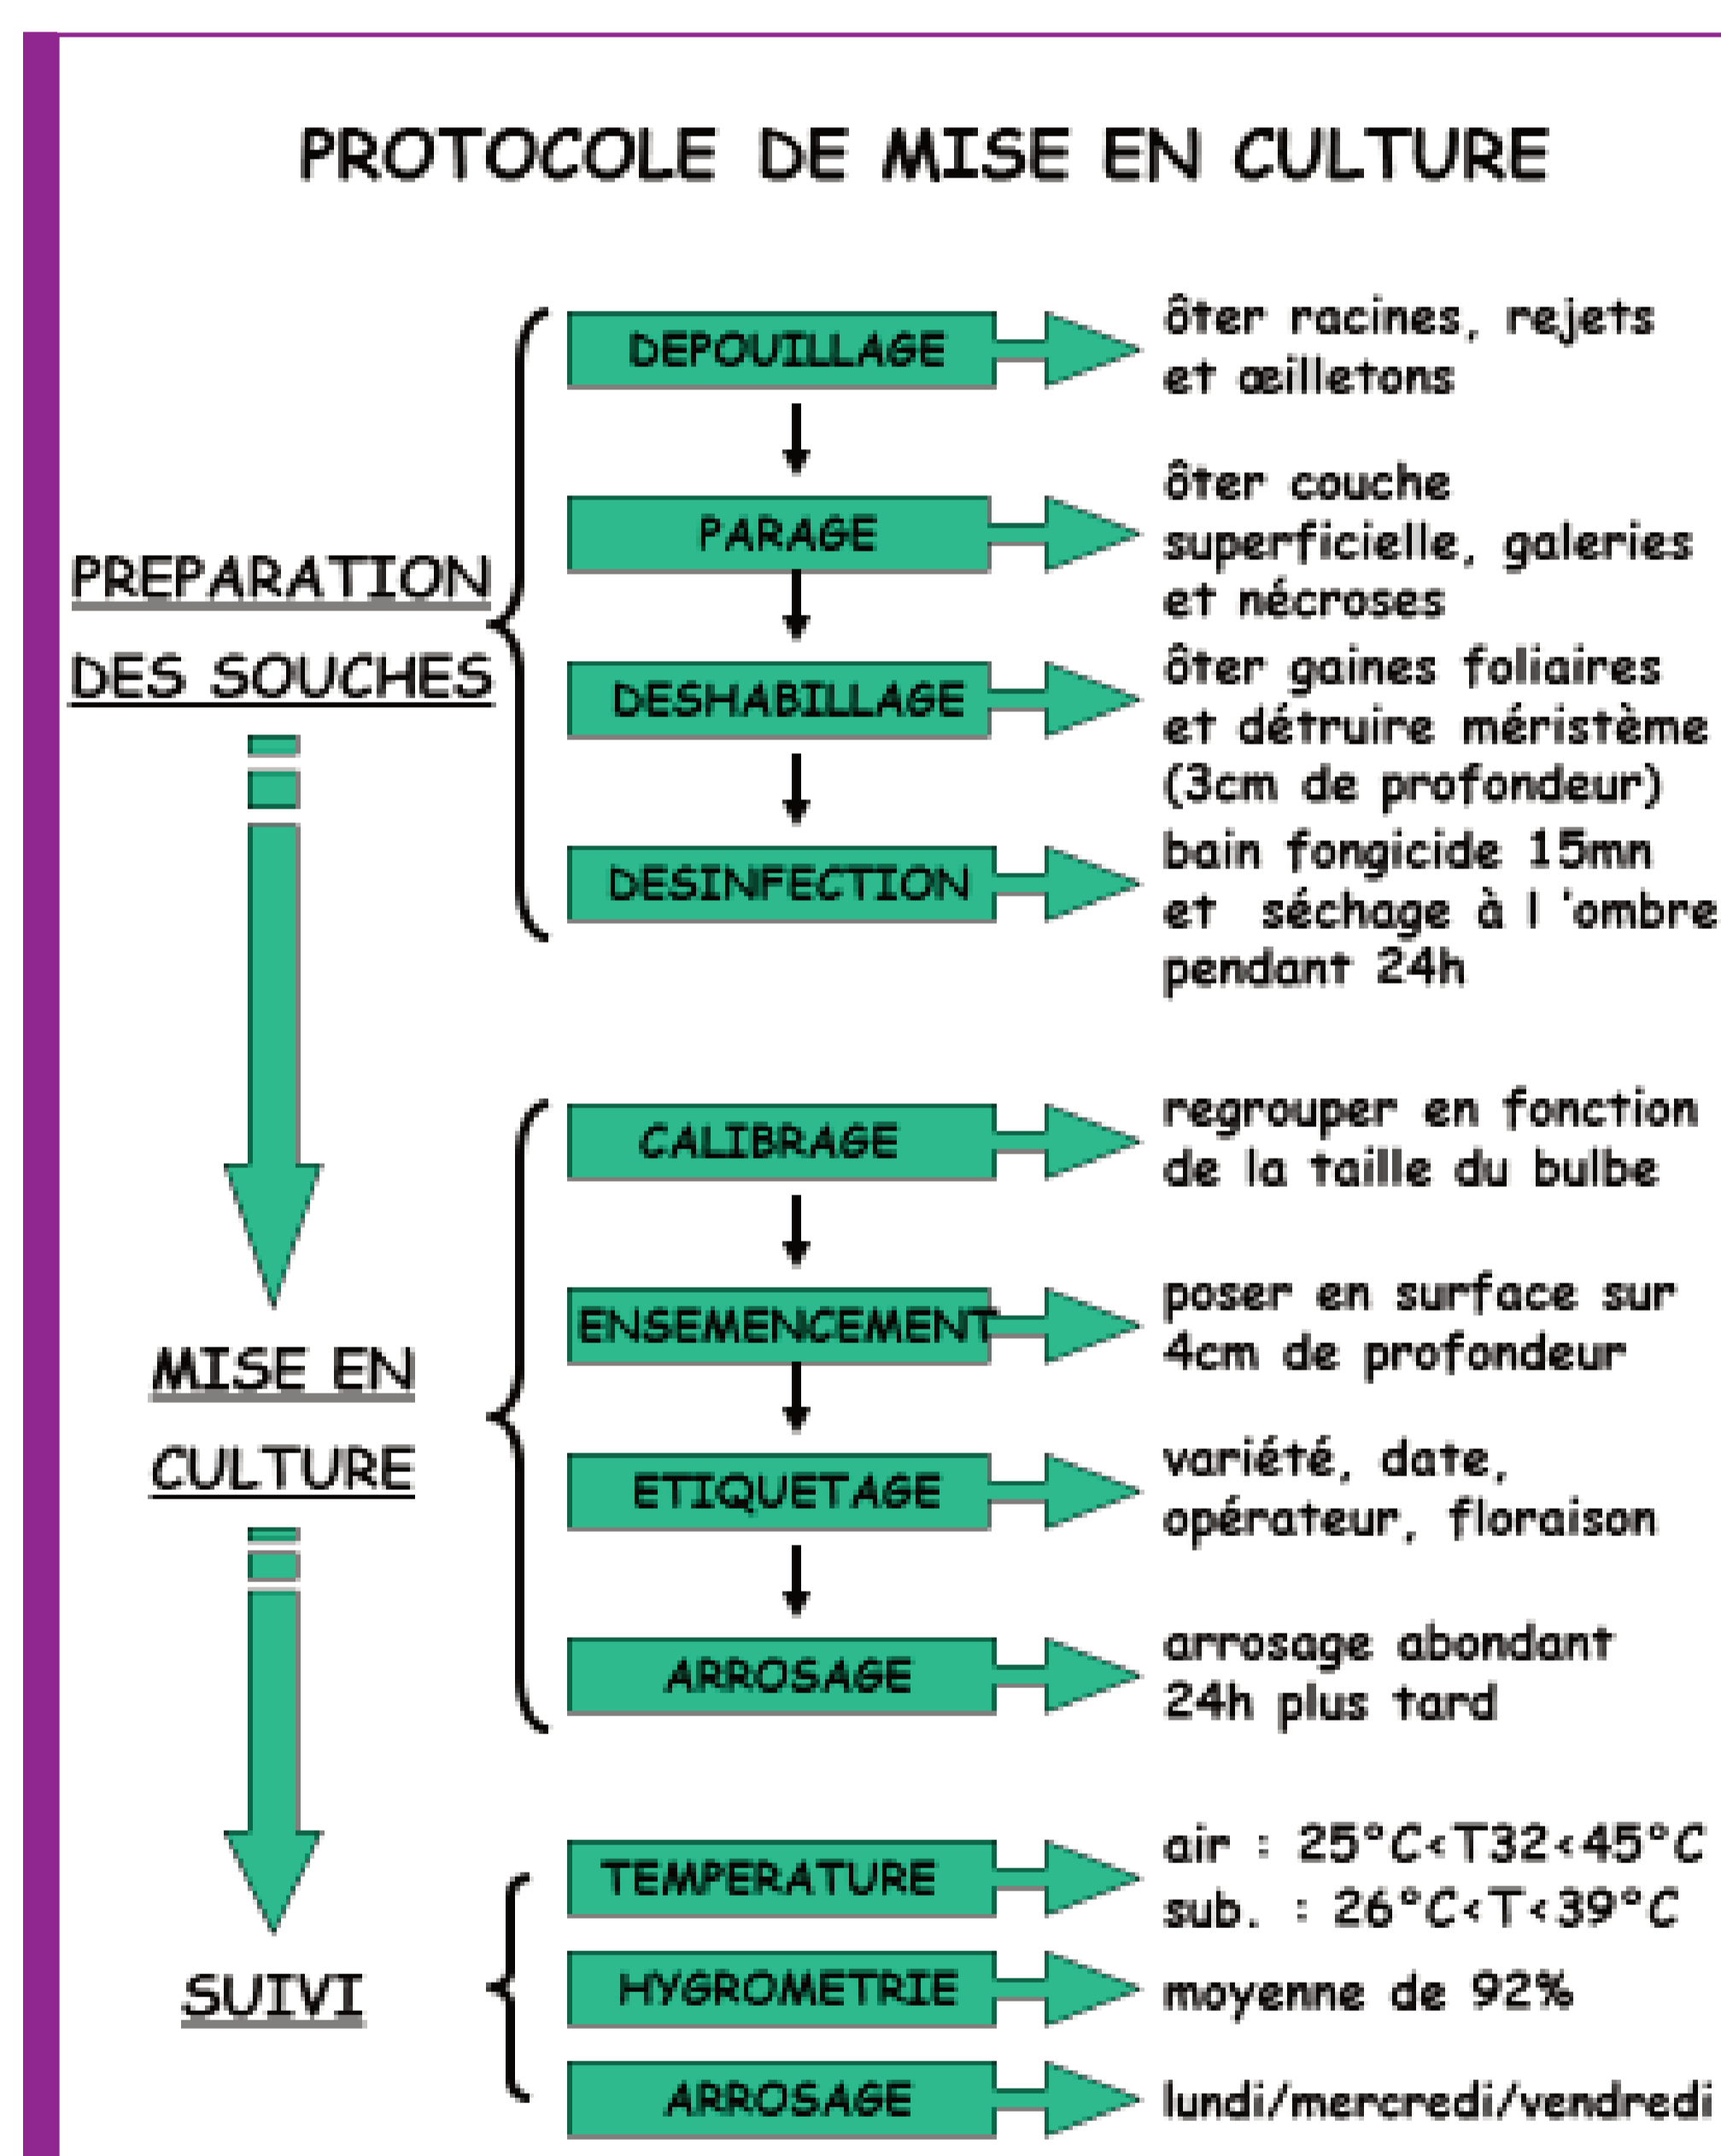 PROTOCOLE DE MISE EN CULTURE
PREPARATION
DES SOUCHES
DEPOUILLAGE
ôter racines, rejets
et œilletons
PARAGE
ôter couche
superficielle, galeries
et nécroses
DESHABILLAGE
ôter gaines foliaires
et détruire méristème
(3cm de profondeur)
DESINFECTION
bain fongicide 15mn
et séchage à l 'ombre
pendant 24h
MISE EN
CULTURE
CALIBRAGE
regrouper en fonction
de la taille du bulbe
ENSEMENCEMENT
poser en surface sur
4cm de profondeur
ETIQUETAGE
variété, date,
opérateur, floraison
ARROSAGE
arrosage abondant
24h plus tard
SUIVI
TEMPERATURE
air : 25°C<T32<45°C
sub. : 26°C<T<39°C
HYGROMETRIE
moyenne de 92%
ARROSAGE
lundi/mercredi/vendredi